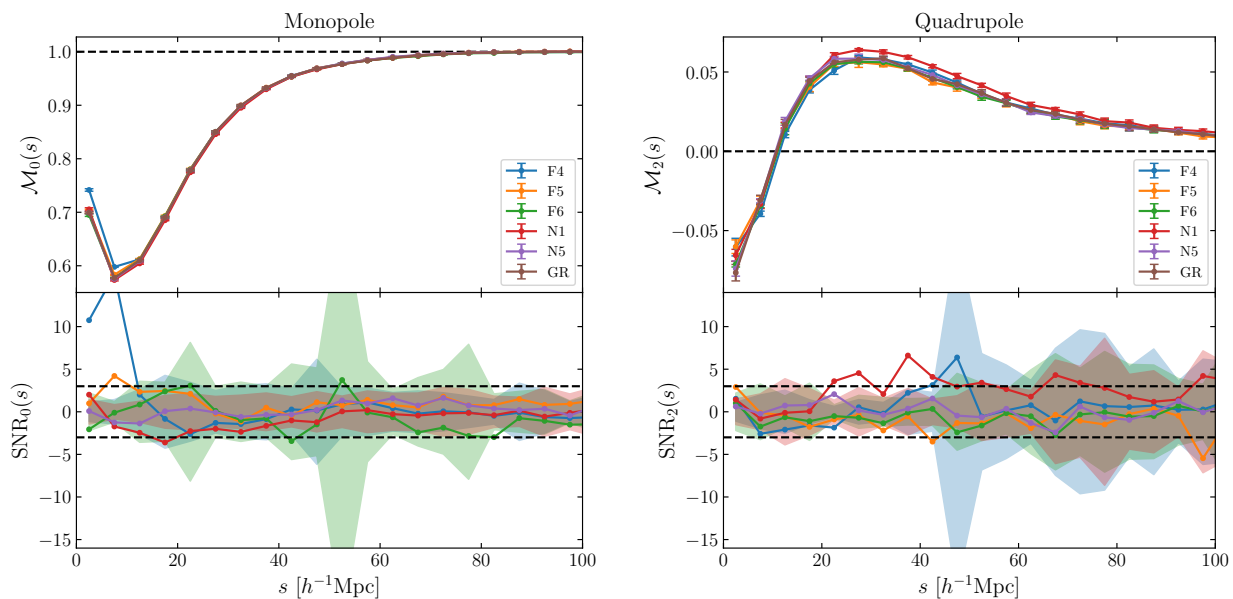 Monopole
Quadrupole
1.0
0.9
0.8
0.7
0.6
M₀(s)
F4
F5
F6
N1
N5
GR
0.05
0.00
−0.05
M₂(s)
F4
F5
F6
N1
N5
GR
10
5
0
−5
−10
−15
SNR₀(s)
0 20 40 60 80 100
s [h⁻¹Mpc]
10
5
0
−5
−10
−15
SNR₂(s)
0 20 40 60 80 100
s [h⁻¹Mpc]